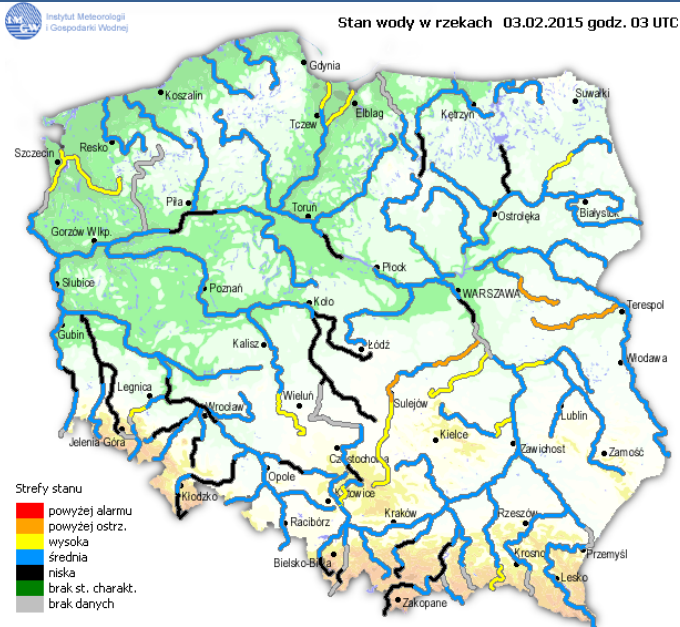 Instytut Meteorologii
i Gospodarki Wodnej
Stan wody w rzekach 03.02.2015 godz. 03 UTC
Gdynia
Koszalin
Suwałki
Elbląg
Kętrzyn
Tczew
Resko
Szczecin
Piła
Toruń
Ostrołęka
Białystok
Gorzów Wlkp.
Płock
Słubice
Poznań
Koło
WARSZAWA
Terespol
Gubin
Kalisz
Łódź
Włodawa
Legnica
Wrocław
Wieluń
Sulejów
Lublin
Jelenia Góra
Kielce
Zawichost
Zamość
Częstochowa
Opole
Kłodzko
Katowice
Kraków
Rzeszów
Racibórz
Bielsko-Biała
Krosno
Przemyśl
Lesko
Zakopane
Strefy stanu
powyżej alarmu
powyżej ostrz.
wysoka
średnia
niska
brak st. charakt.
brak danych